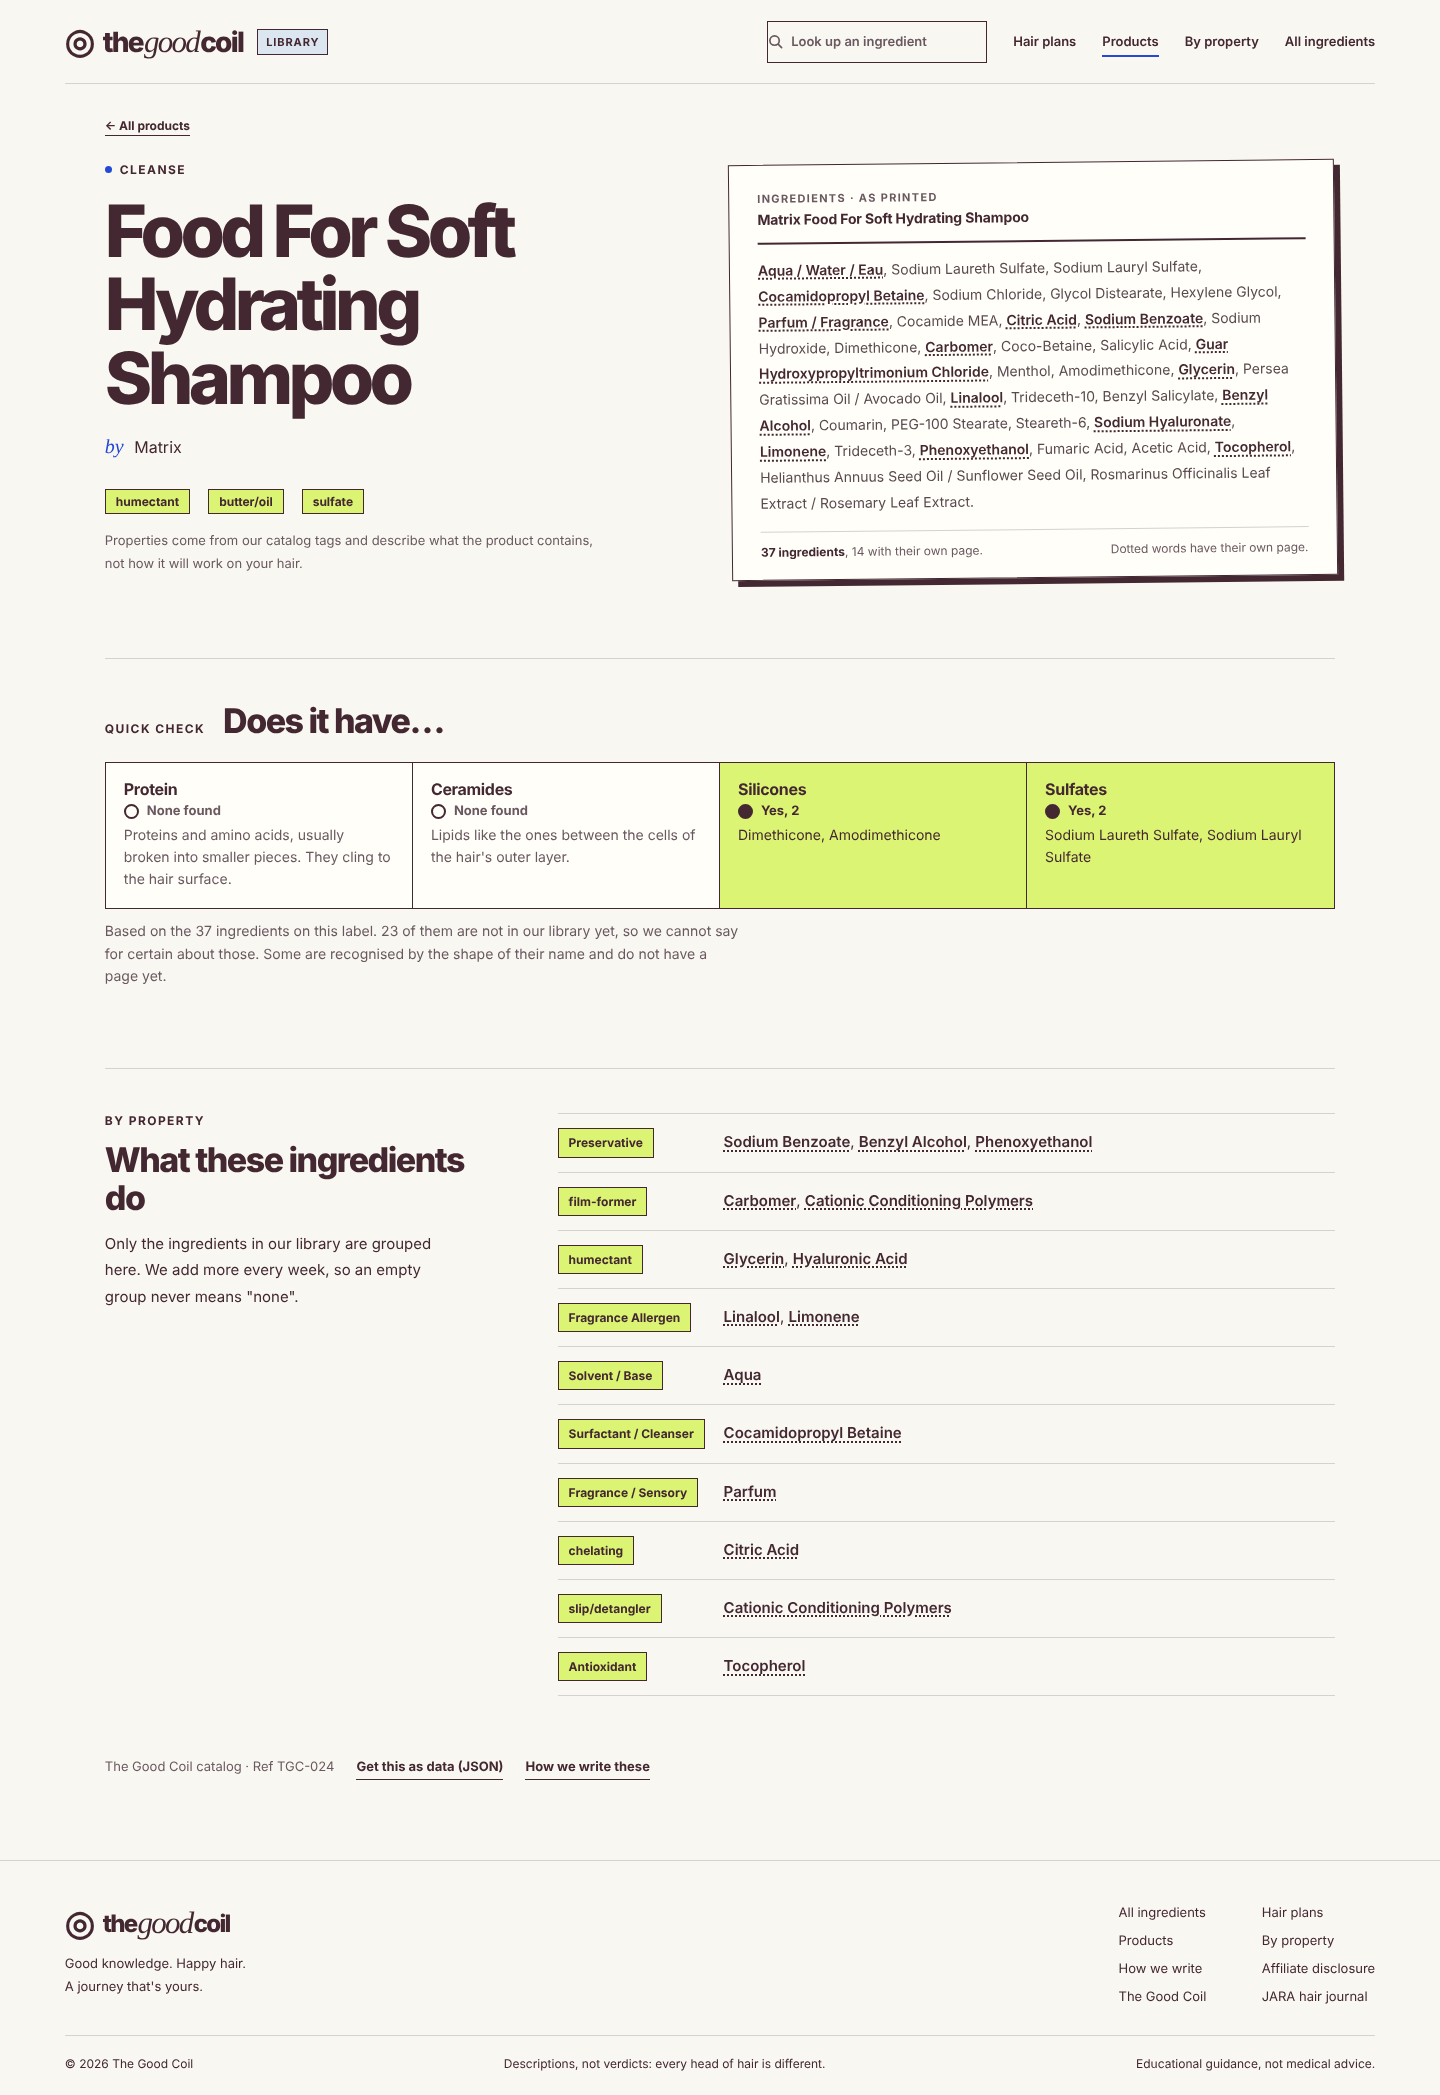 thegoodcoil LIBRARY
Look up an ingredient
Hair plans Products By property All ingredients
← All products
CLEANSE
Food For Soft
Hydrating
Shampoo
by Matrix
humectant butter/oil sulfate
Properties come from our catalog tags and describe what the product contains,
not how it will work on your hair.
INGREDIENTS · AS PRINTED
Matrix Food For Soft Hydrating Shampoo
Aqua / Water / Eau, Sodium Laureth Sulfate, Sodium Lauryl Sulfate,
Cocamidopropyl Betaine, Sodium Chloride, Glycol Distearate, Hexylene Glycol,
Parfum / Fragrance, Cocamide MEA, Citric Acid, Sodium Benzoate, Sodium
Hydroxide, Dimethicone, Carbomer, Coco-Betaine, Salicylic Acid, Guar
Hydroxypropyltrimonium Chloride, Menthol, Amodimethicone, Glycerin, Persea
Gratissima Oil / Avocado Oil, Linalool, Trideceth-10, Benzyl Salicylate, Benzyl
Alcohol, Coumarin, PEG-100 Stearate, Steareth-6, Sodium Hyaluronate,
Limonene, Trideceth-3, Phenoxyethanol, Fumaric Acid, Acetic Acid, Tocopherol,
Helianthus Annuus Seed Oil / Sunflower Seed Oil, Rosmarinus Officinalis Leaf
Extract / Rosemary Leaf Extract.
37 ingredients, 14 with their own page. Dotted words have their own page.
QUICK CHECK Does it have…
Protein
None found
Proteins and amino acids, usually
broken into smaller pieces. They cling to
the hair surface.
Ceramides
None found
Lipids like the ones between the cells of
the hair's outer layer.
Silicones
Yes, 2
Dimethicone, Amodimethicone
Sulfates
Yes, 2
Sodium Laureth Sulfate, Sodium Lauryl
Sulfate
Based on the 37 ingredients on this label. 23 of them are not in our library yet, so we cannot say
for certain about those. Some are recognised by the shape of their name and do not have a
page yet.
BY PROPERTY
What these ingredients
do
Only the ingredients in our library are grouped
here. We add more every week, so an empty
group never means "none".
Preservative Sodium Benzoate, Benzyl Alcohol, Phenoxyethanol
film-former Carbomer, Cationic Conditioning Polymers
humectant Glycerin, Hyaluronic Acid
Fragrance Allergen Linalool, Limonene
Solvent / Base Aqua
Surfactant / Cleanser Cocamidopropyl Betaine
Fragrance / Sensory Parfum
chelating Citric Acid
slip/detangler Cationic Conditioning Polymers
Antioxidant Tocopherol
The Good Coil catalog · Ref TGC-024 Get this as data (JSON) How we write these
thegoodcoil
Good knowledge. Happy hair.
A journey that's yours.
All ingredients Hair plans
Products By property
How we write Affiliate disclosure
The Good Coil JARA hair journal
© 2026 The Good Coil Descriptions, not verdicts: every head of hair is different. Educational guidance, not medical advice.